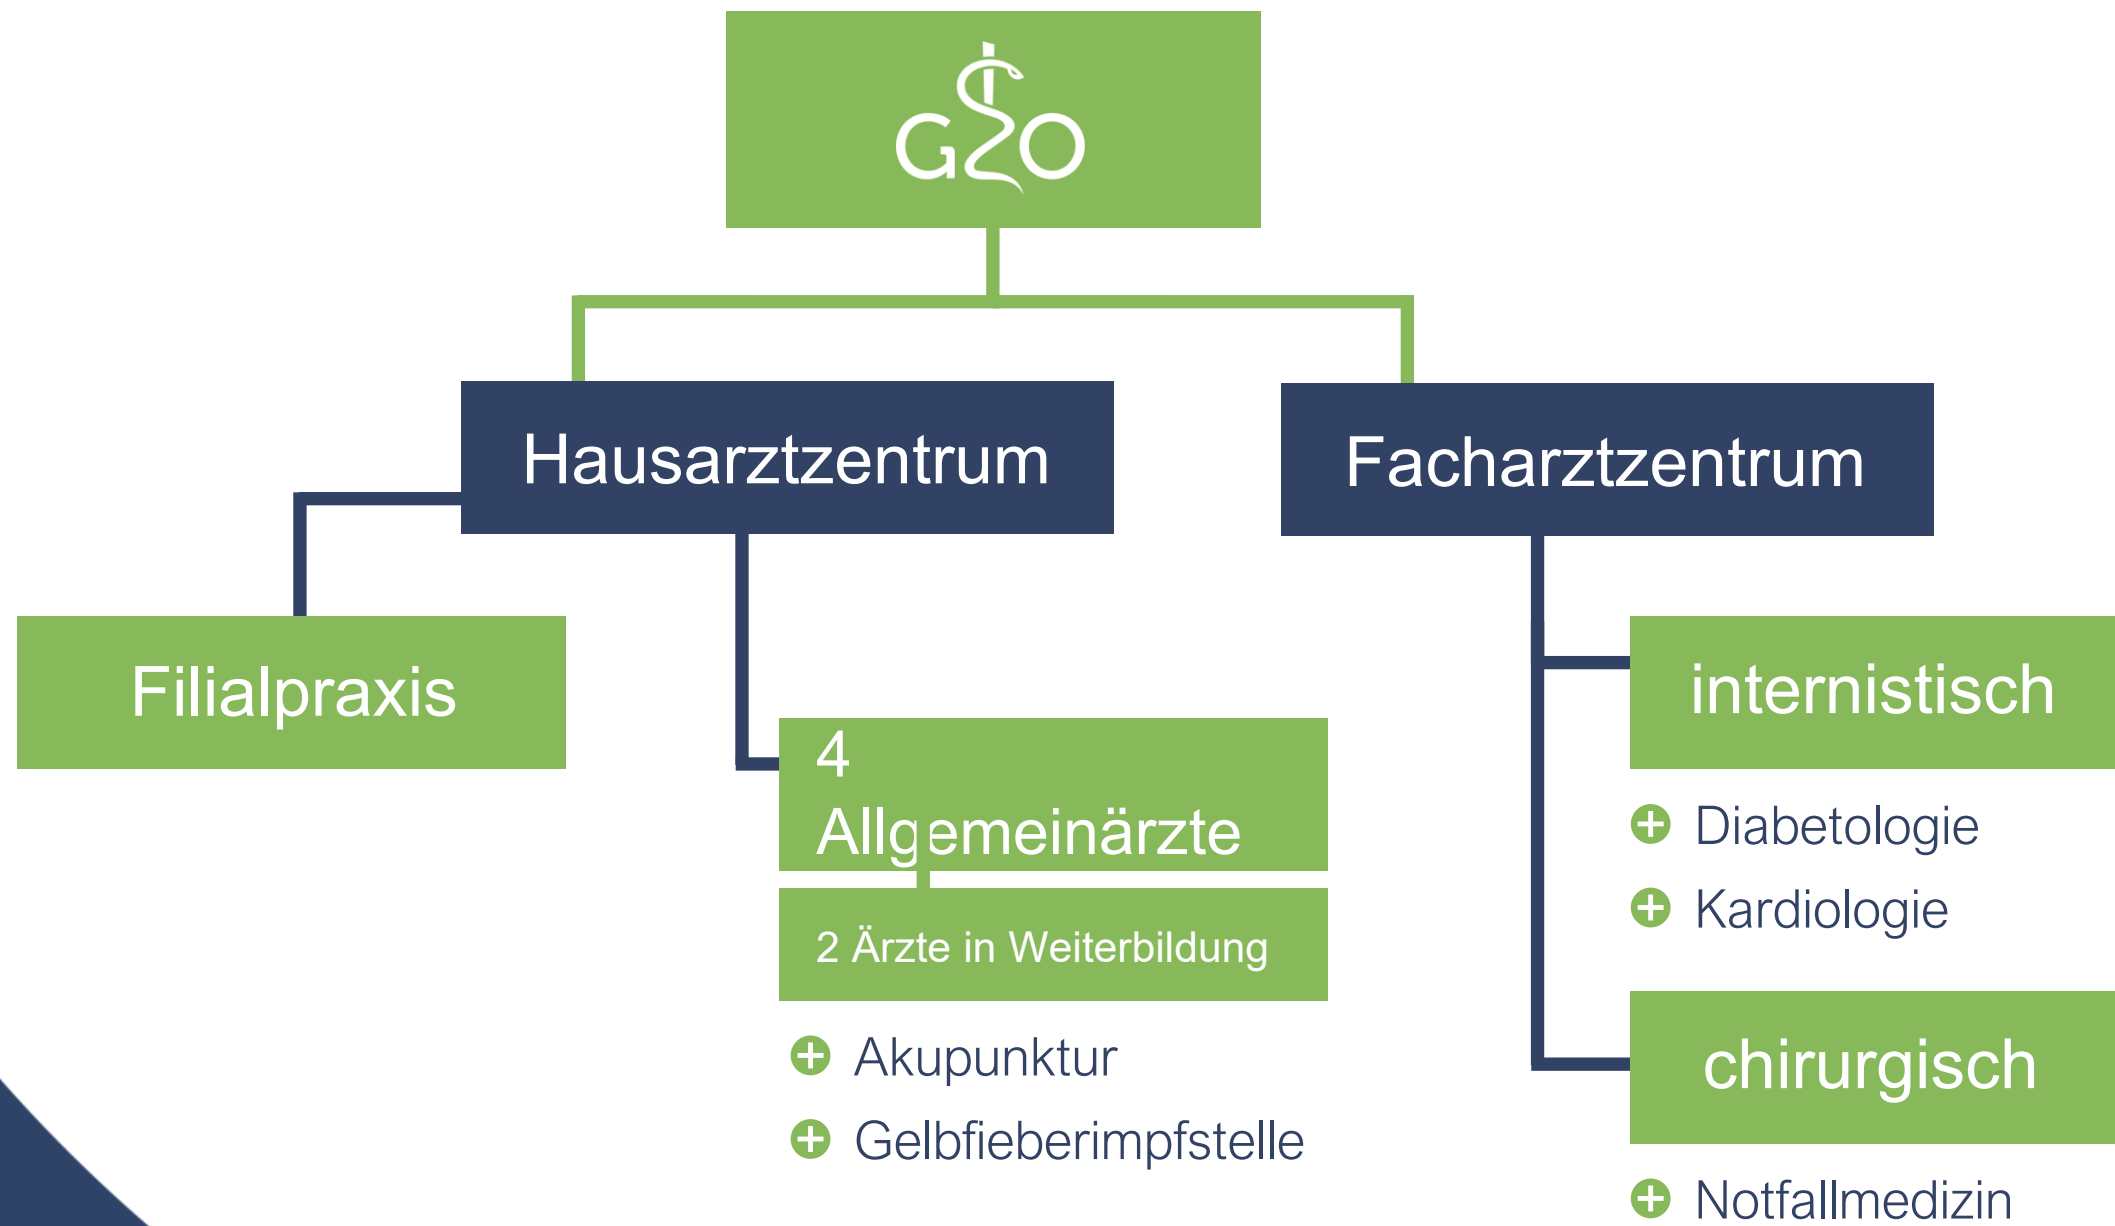 GZO
Hausarztzentrum
Facharztzentrum
Filialpraxis
4
Allgemeinärzte
2 Ärzte in Weiterbildung
Akupunktur
Gelbfieberimpfstelle
internistisch
Diabetologie
Kardiologie
chirurgisch
Notfallmedizin